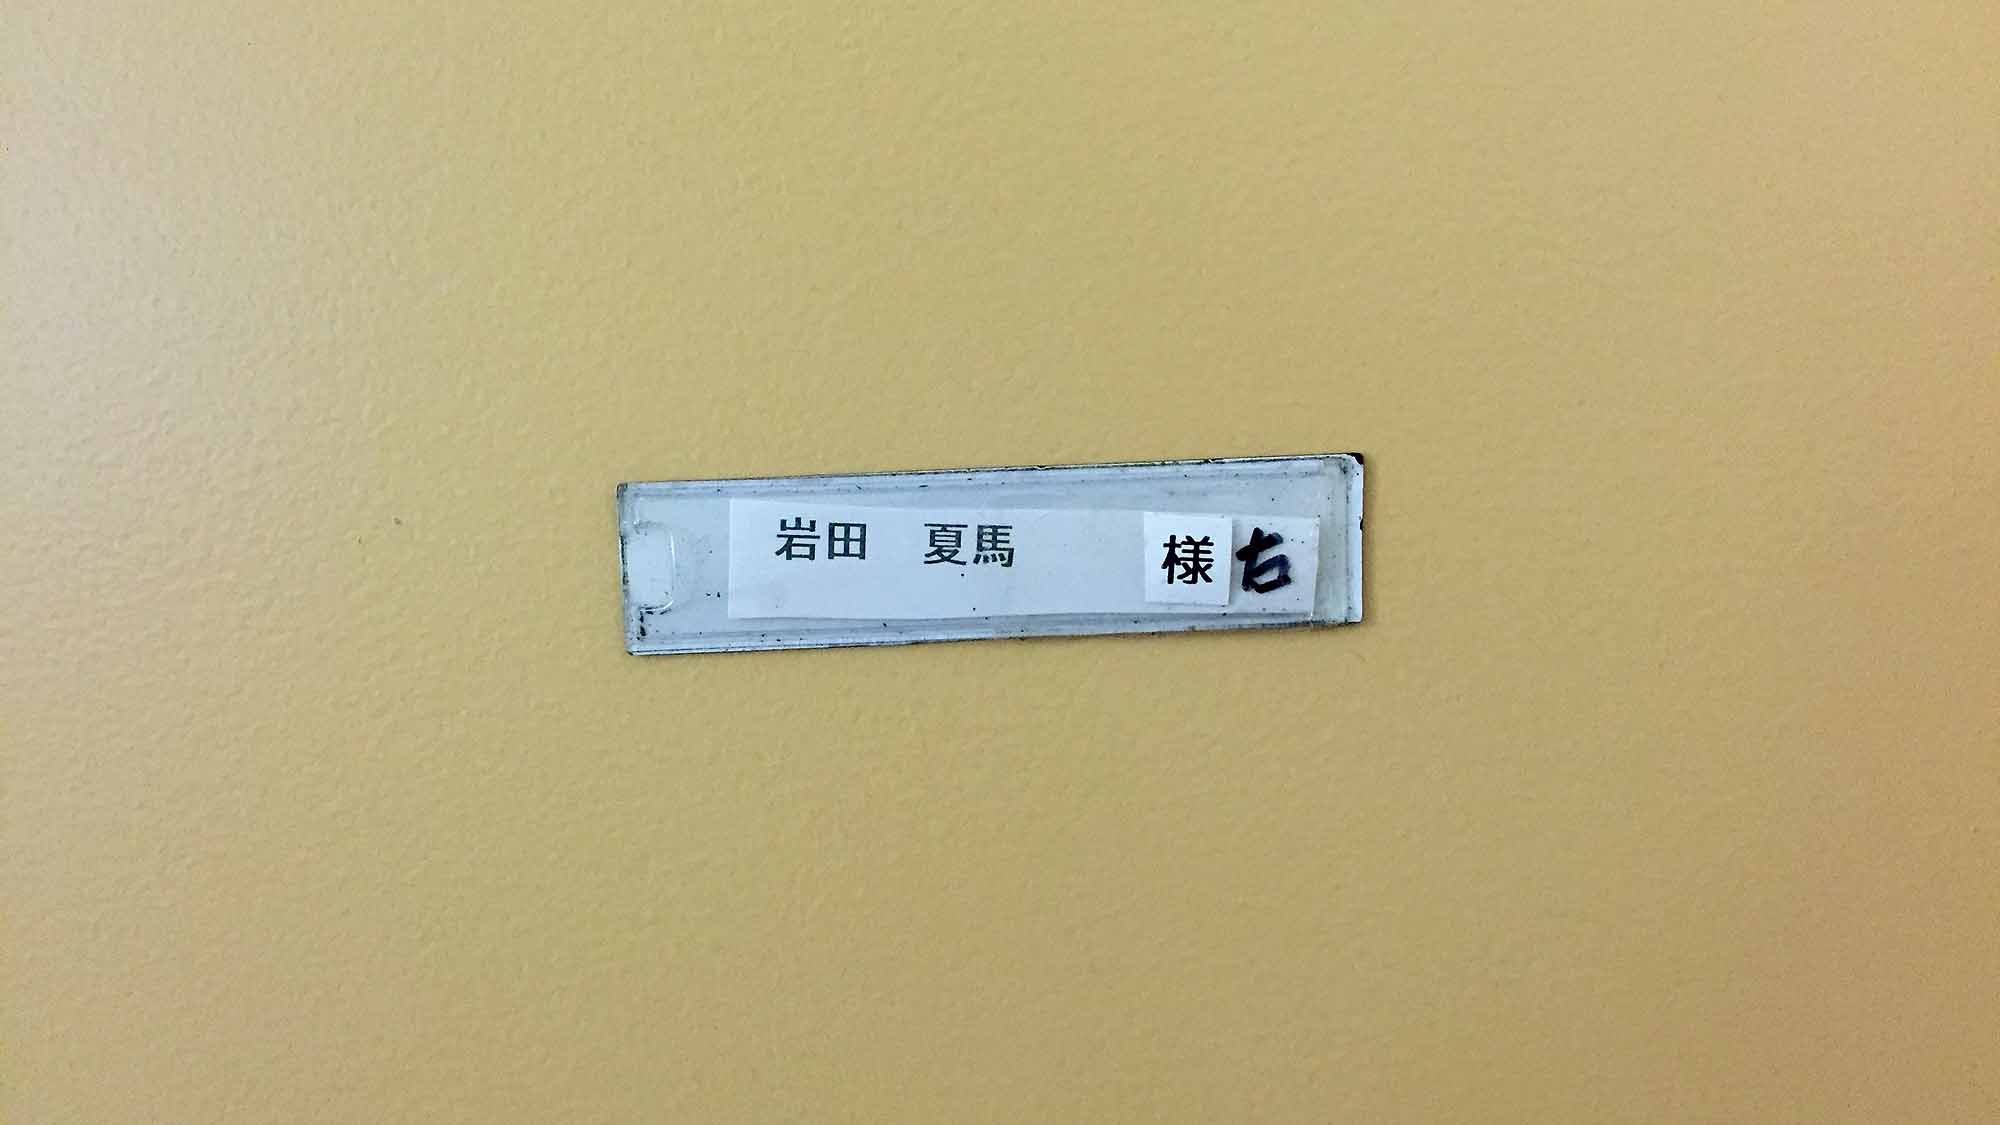 岩田　夏馬　様 右